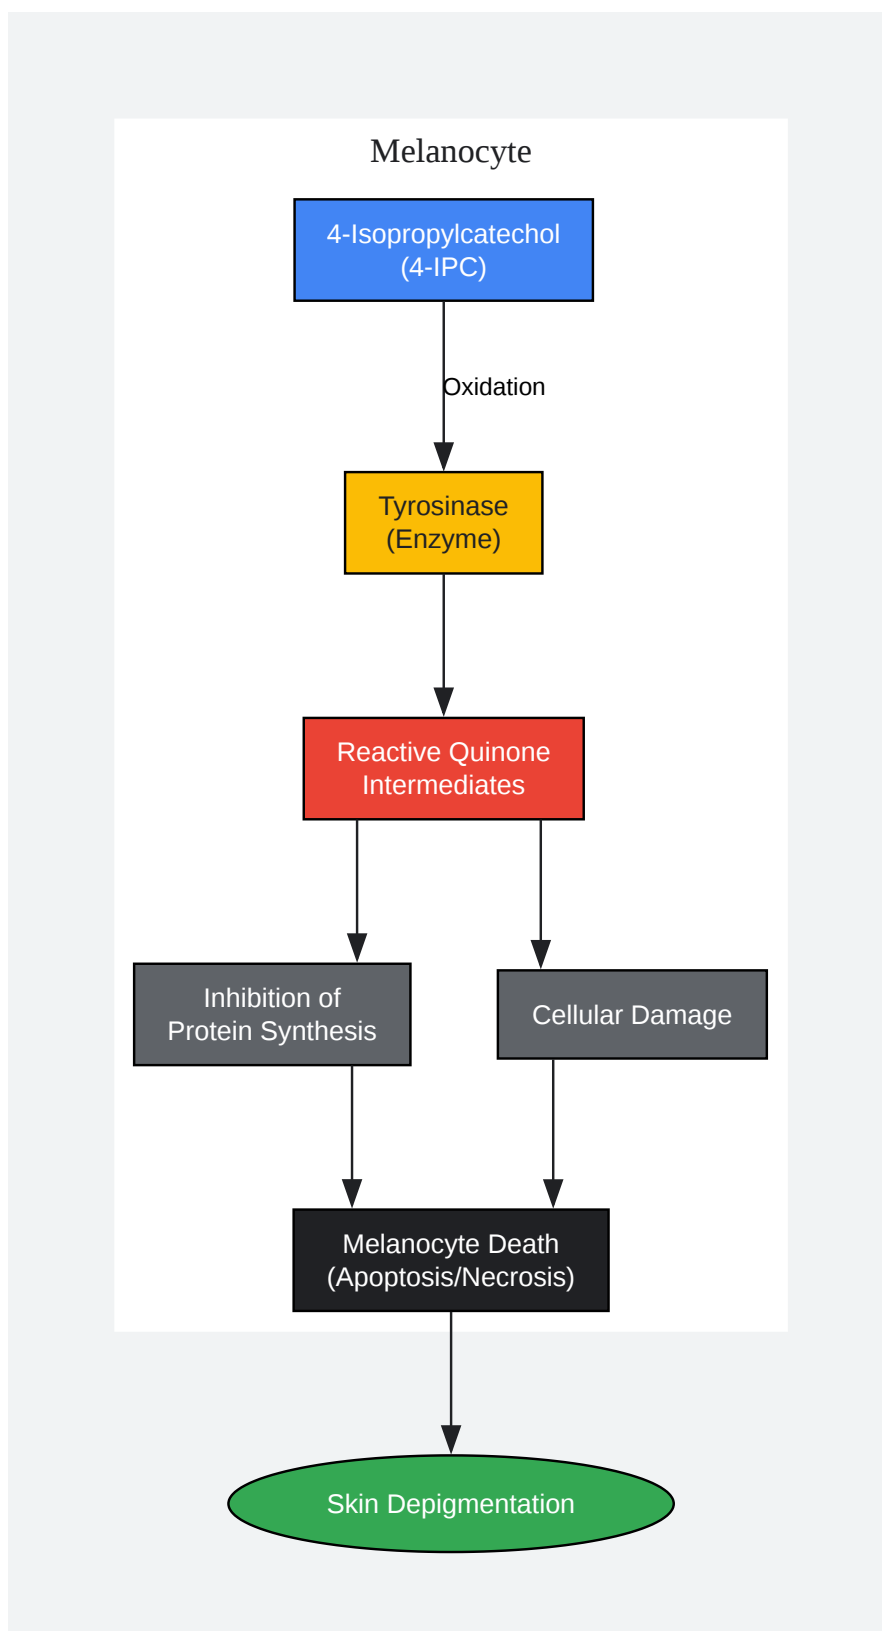 Melanocyte
4-Isopropylcatechol
(4-IPC)
Oxidation
Tyrosinase
(Enzyme)
Reactive Quinone
Intermediates
Inhibition of
Protein Synthesis
Cellular Damage
Melanocyte Death
(Apoptosis/Necrosis)
Skin Depigmentation